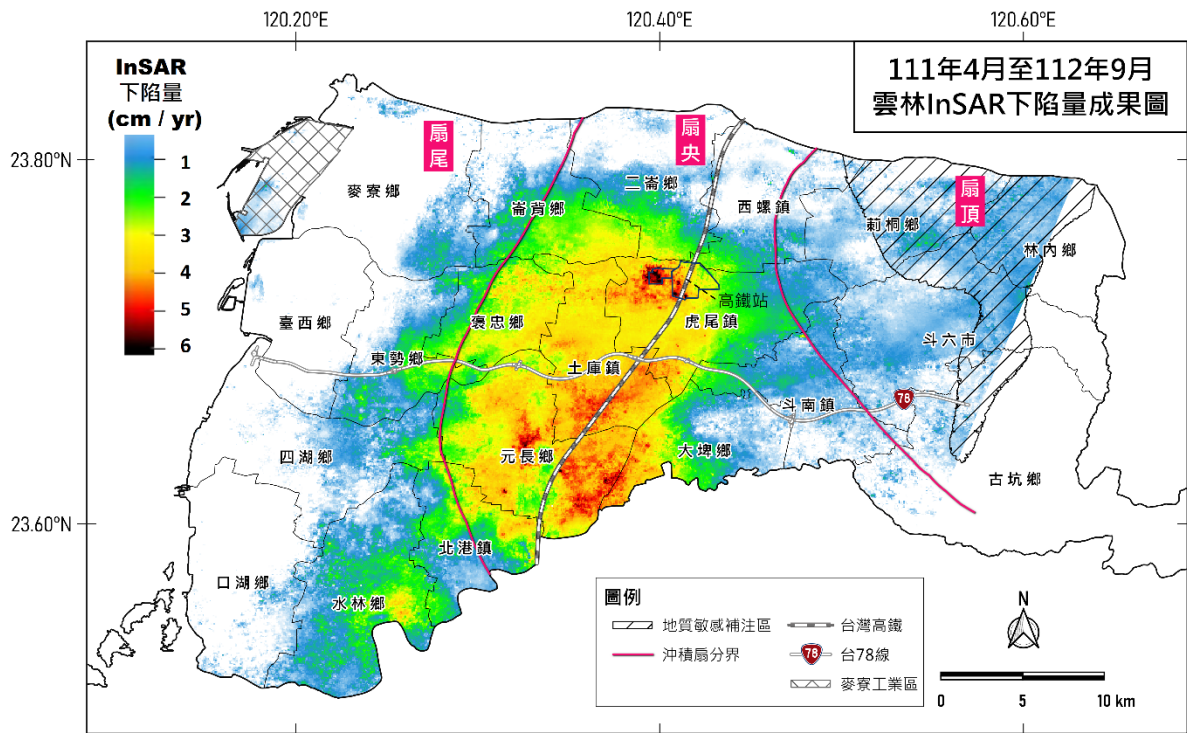 120.20°E
120.40°E
120.60°E
InSAR
下陷量
(cm / yr)
1
2
3
4
5
6
111年4月至112年9月
雲林InSAR下陷量成果圖
23.80°N
23.60°N
扇尾
扇央
扇頂
麥寮鄉
崙背鄉
二崙鄉
西螺鎮
莿桐鄉
林內鄉
高鐵站
臺西鄉
褒忠鄉
虎尾鎮
斗六市
東勢鄉
土庫鎮
78
斗南鎮
四湖鄉
元長鄉
大埤鄉
古坑鄉
北港鎮
口湖鄉
水林鄉
圖例
地質敏感補注區
台灣高鐵
沖積扇分界
78
台78線
麥寮工業區
N
0
5
10 km